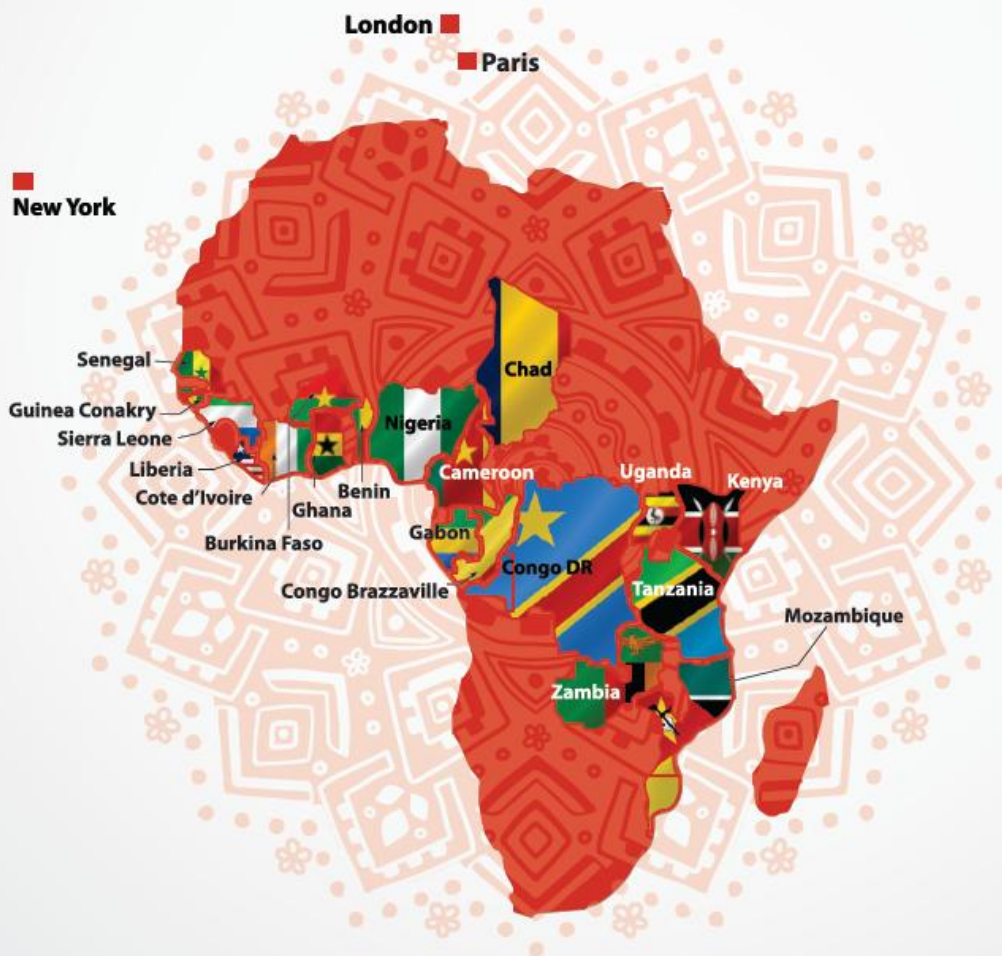 London
Paris
New York
Senegal
Guinea Conakry
Sierra Leone
Liberia
Cote d'Ivoire
Burkina Faso
Ghana
Benin
Nigeria
Chad
Cameroon
Gabon
Congo Brazzaville
Congo DR
Uganda
Kenya
Tanzania
Mozambique
Zambia